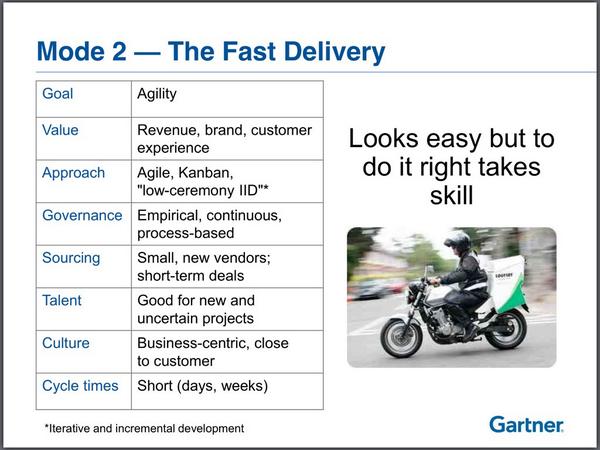 Mode 2 — The Fast Delivery
Goal Agility
Value Revenue, brand, customer
experience
Approach Agile, Kanban,
"low-ceremony IID"*
Governance Empirical, continuous,
process-based
Sourcing Small, new vendors;
short-term deals
Talent Good for new and
uncertain projects
Culture Business-centric, close
to customer
Cycle times Short (days, weeks)
Looks easy but to
do it right takes
skill
courier
*Iterative and incremental development
Gartner